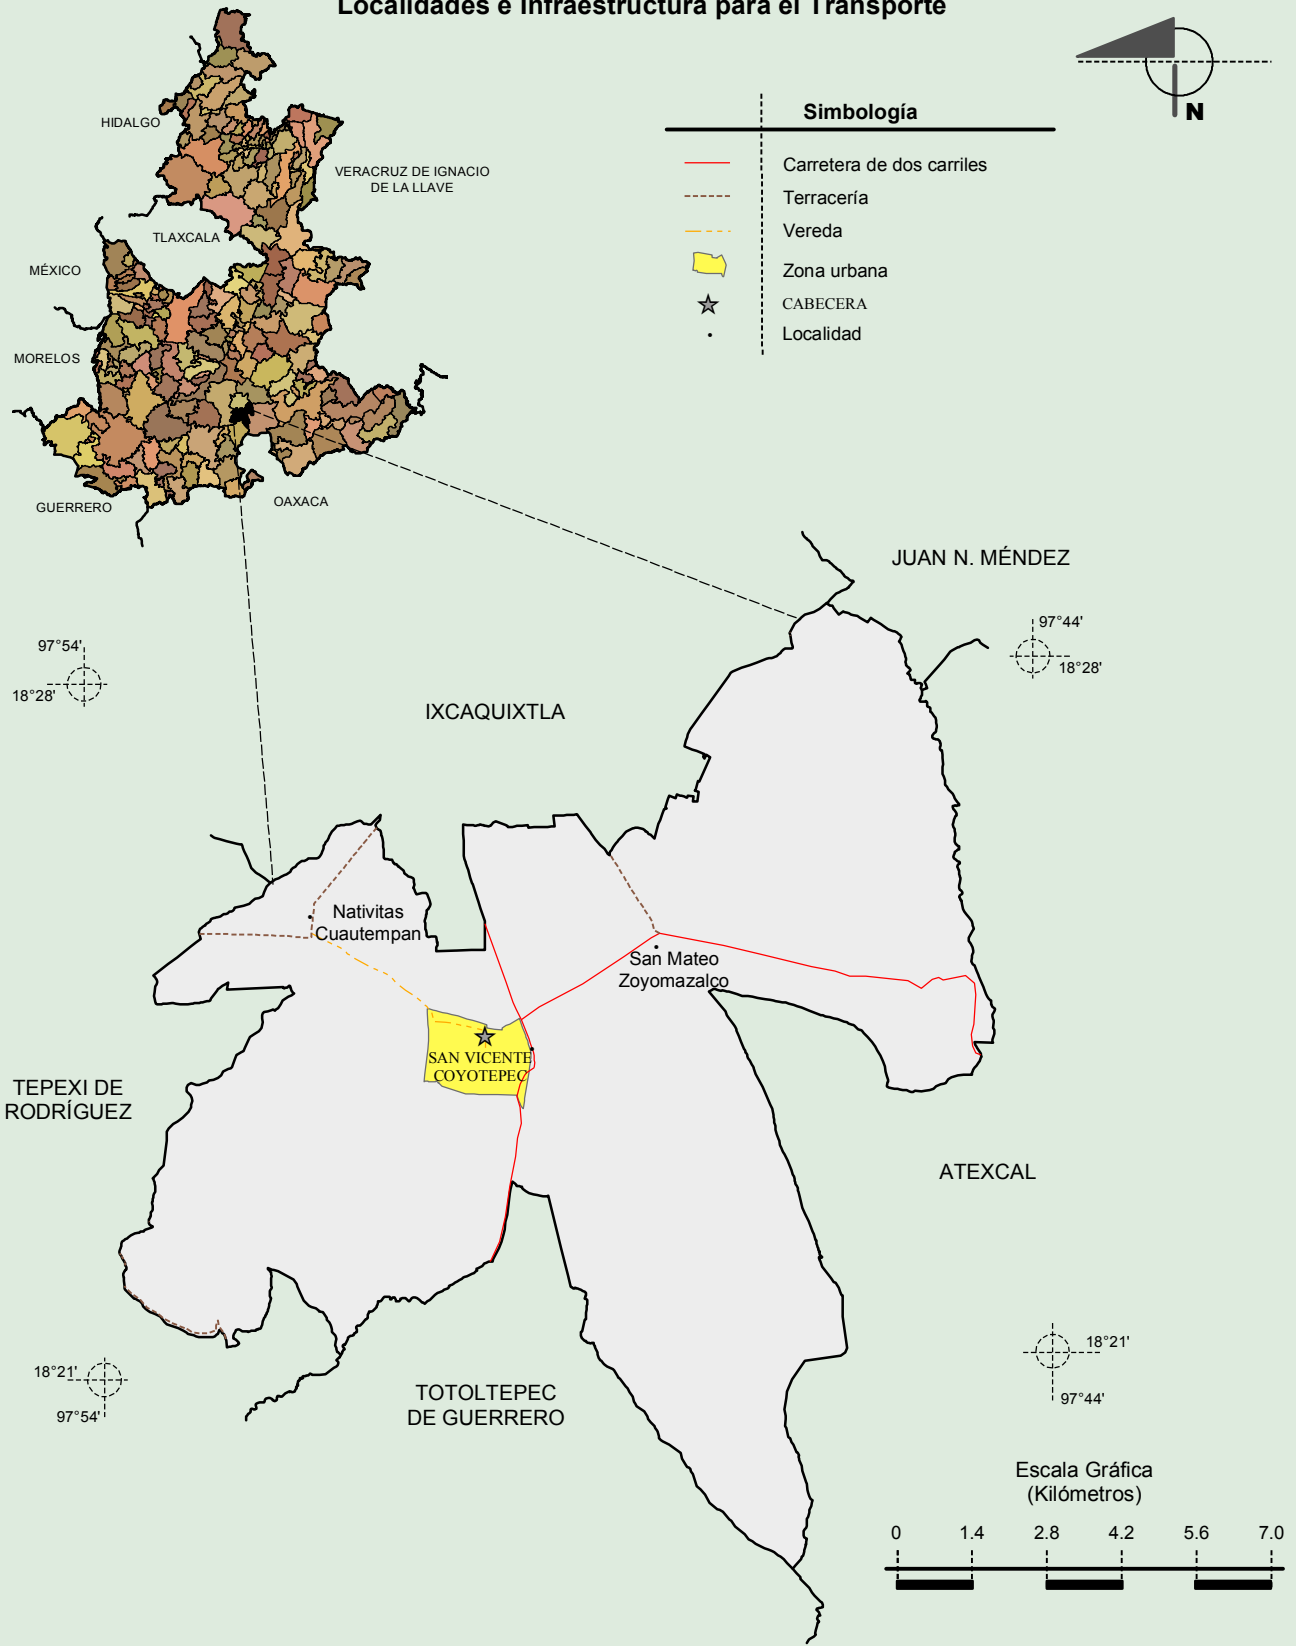 Localidades e Infraestructura para el Transporte
N
Simbología
Carretera de dos carriles
Terracería
Vereda
Zona urbana
CABECERA
Localidad
HIDALGO
VERACRUZ DE IGNACIO
DE LA LLAVE
TLAXCALA
MÉXICO
MORELOS
GUERRERO
OAXACA
JUAN N. MÉNDEZ
97°54'
18°28'
97°44'
18°28'
IXCAQUIXTLA
Nativitas
Cuautempan
San Mateo
Zoyomazalco
SAN VICENTE
COYOTEPEC
TEPEXI DE
RODRÍGUEZ
ATEXCAL
18°21'
97°54'
18°21'
97°44'
TOTOLTEPEC
DE GUERRERO
Escala Gráfica
(Kilómetros)
0 1.4 2.8 4.2 5.6 7.0